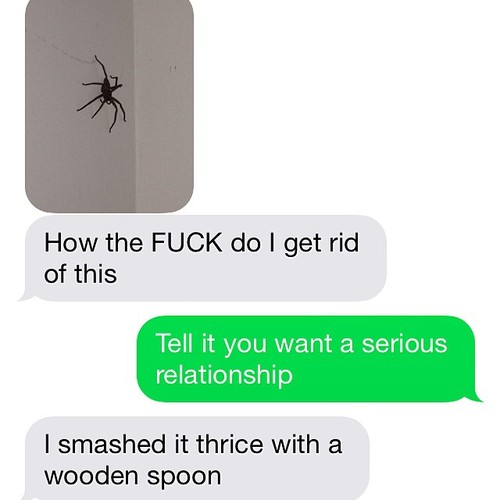 How the FUCK do I get rid
of this
Tell it you want a serious
relationship
I smashed it thrice with a
wooden spoon